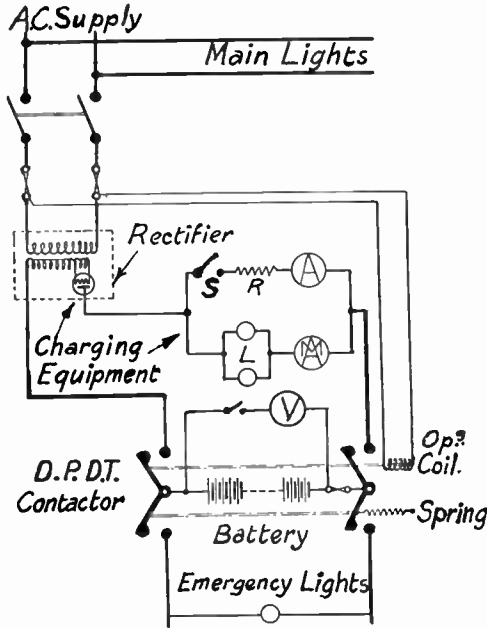 A.C. Supply
Main Lights
Rectifier
S
R
A
Charging
Equipment
L
MA
V
D.P.D.T.
Contactor
Opg.
Coil.
Battery
Spring
Emergency Lights